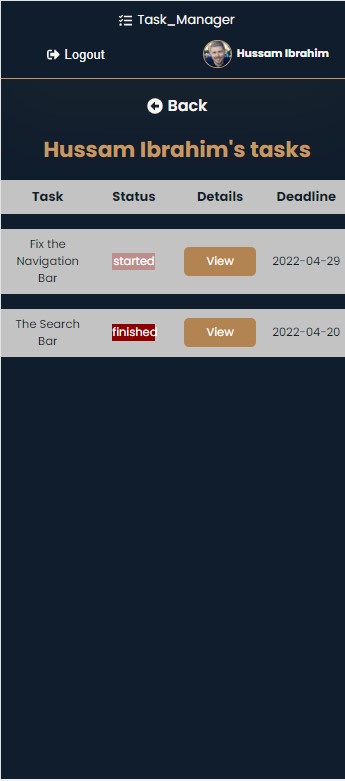 Task_Manager
Logout
Hussam Ibrahim
Back
Hussam Ibrahim's tasks
Task Status Details Deadline
Fix the
Navigation
Bar
started View 2022-04-29
The Search
Bar
finished View 2022-04-20